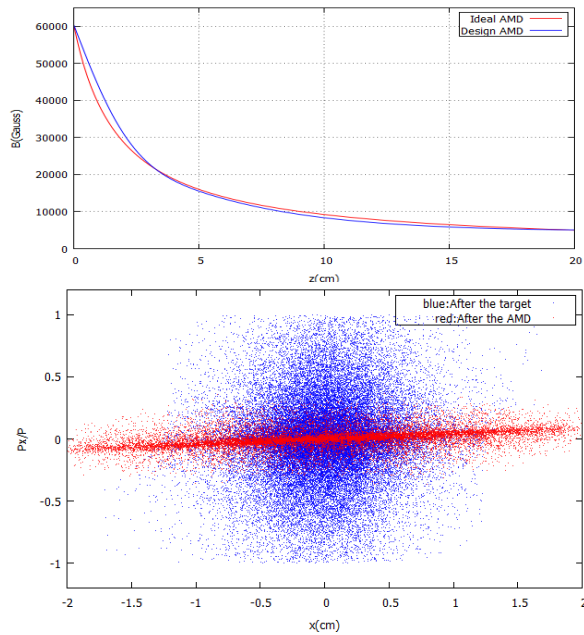 Ideal AMD
Design AMD
60000
50000
40000
30000
20000
10000
0
B(Gauss)
0 5 10 15 20
z(cm)
blue:After the target
red:After the AMD
1
0.5
0
-0.5
-1
Px/P
-2 -1.5 -1 -0.5 0 0.5 1 1.5 2
x(cm)